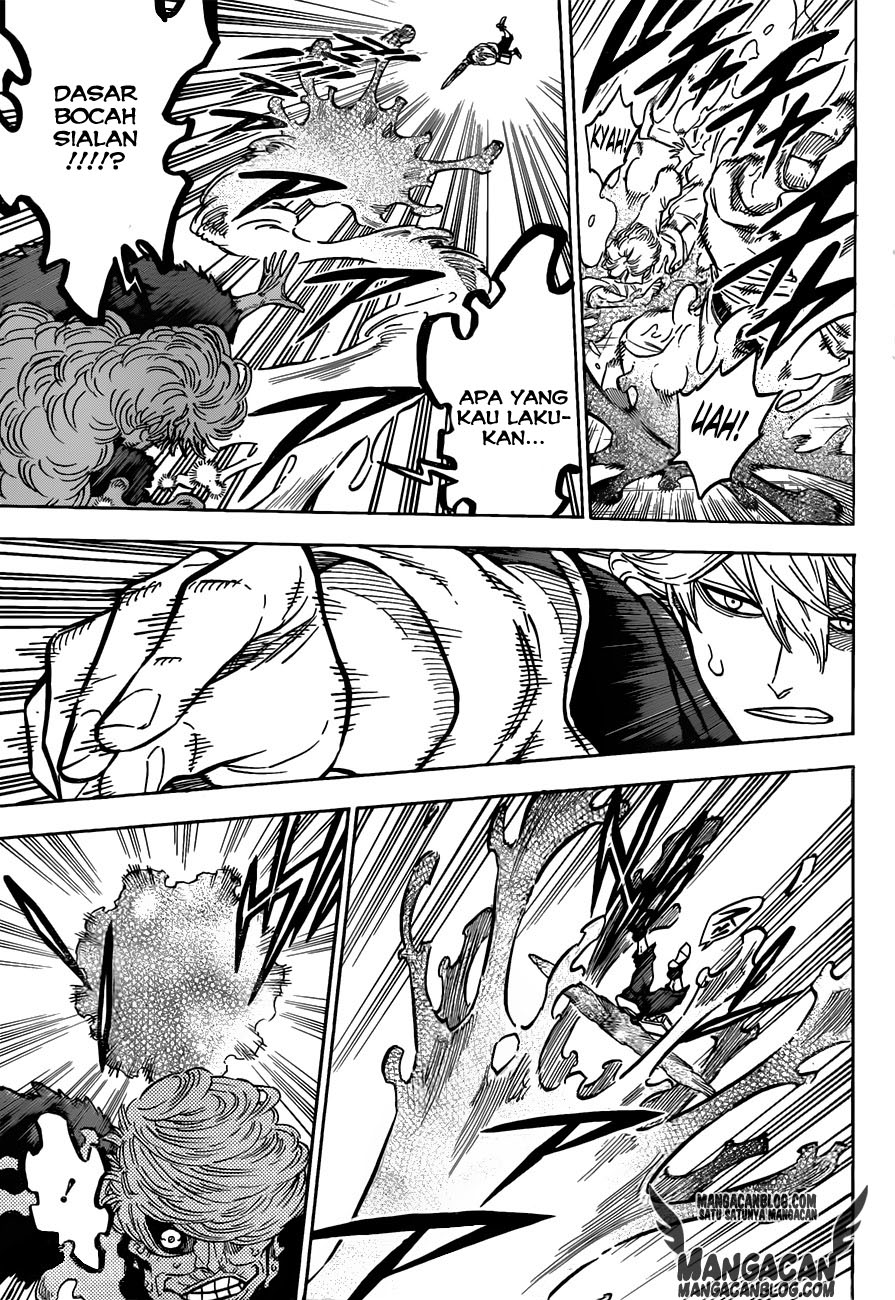 KYAH!
UAH!
APA YANG
KAU LAKU-
KAN...
DASAR
BOCAH
SIALAN
!!!!?
!
MANGACANBLOG.COM
SATU SATUNYA MANGACAN
MANGACAN
MANGACANBLOG.COM